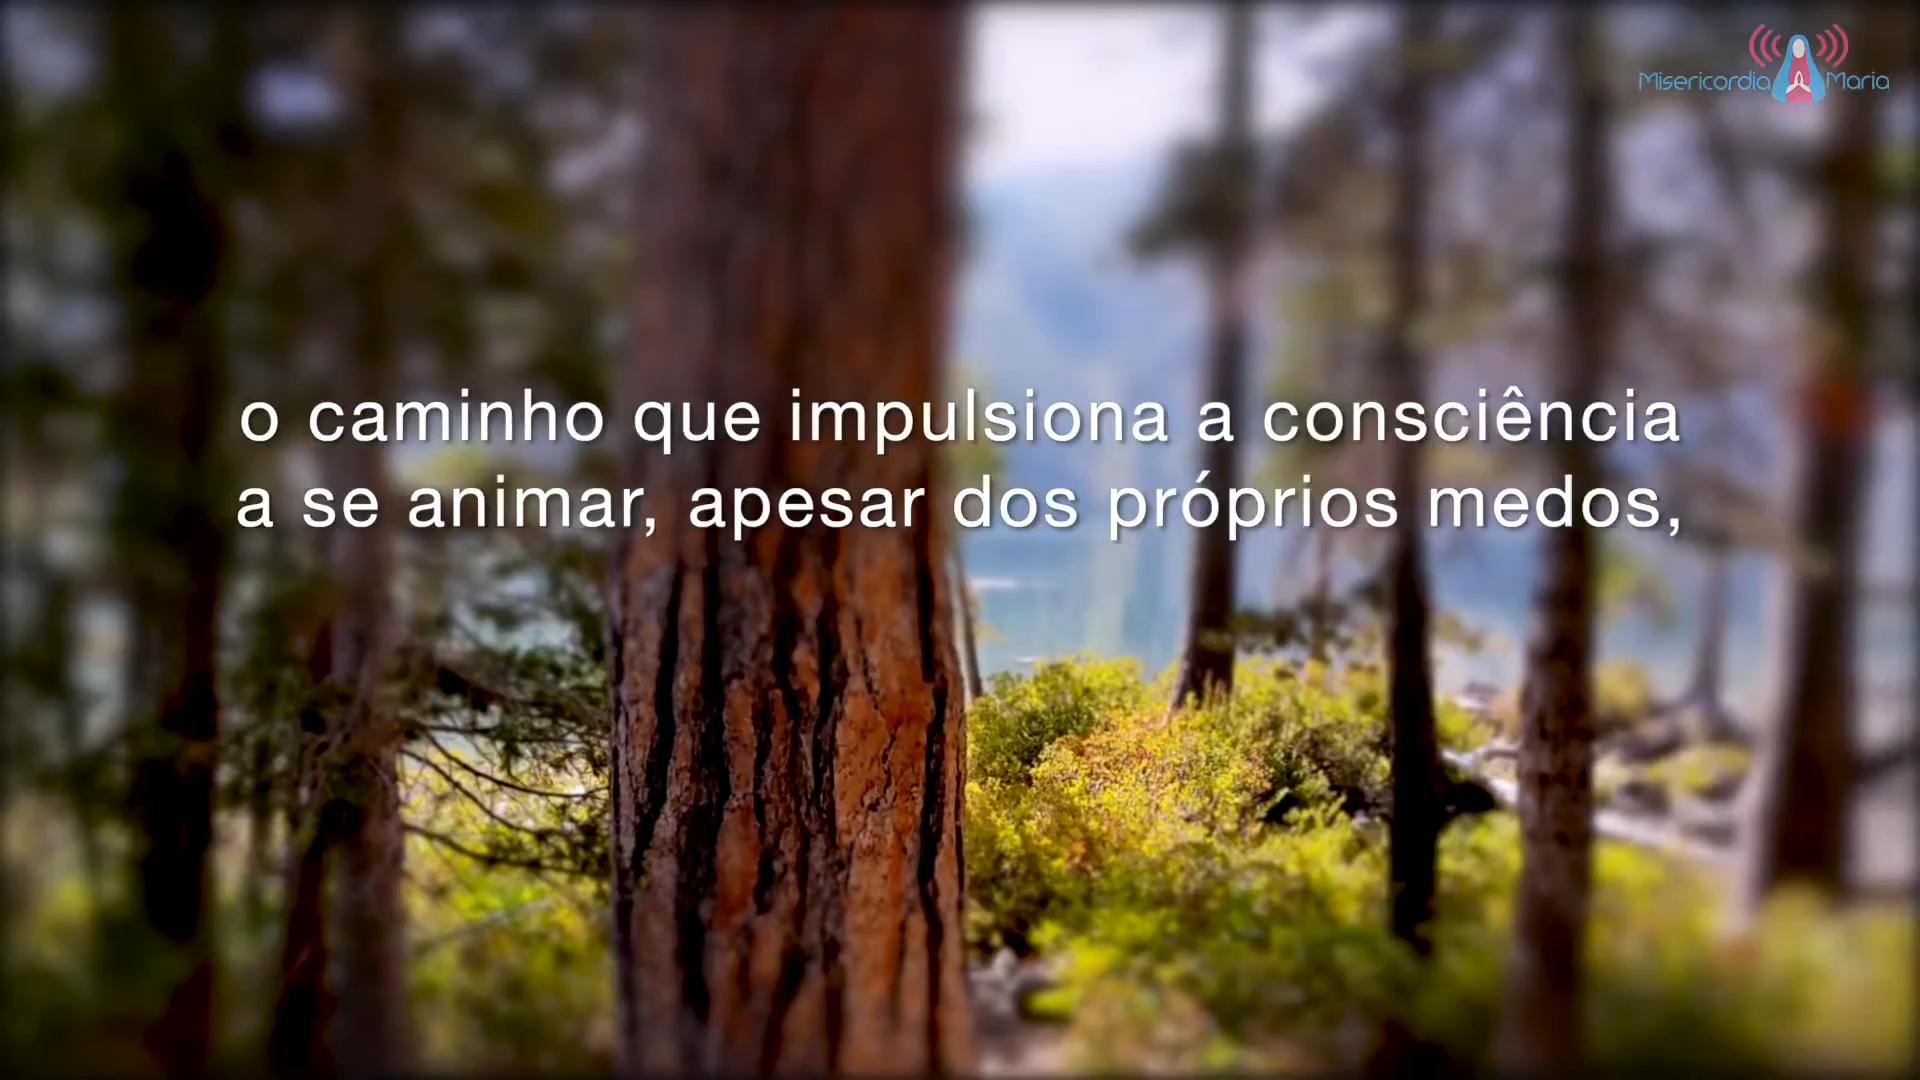 Misericordia Maria
o caminho que impulsiona a consciência
a se animar, apesar dos próprios medos,